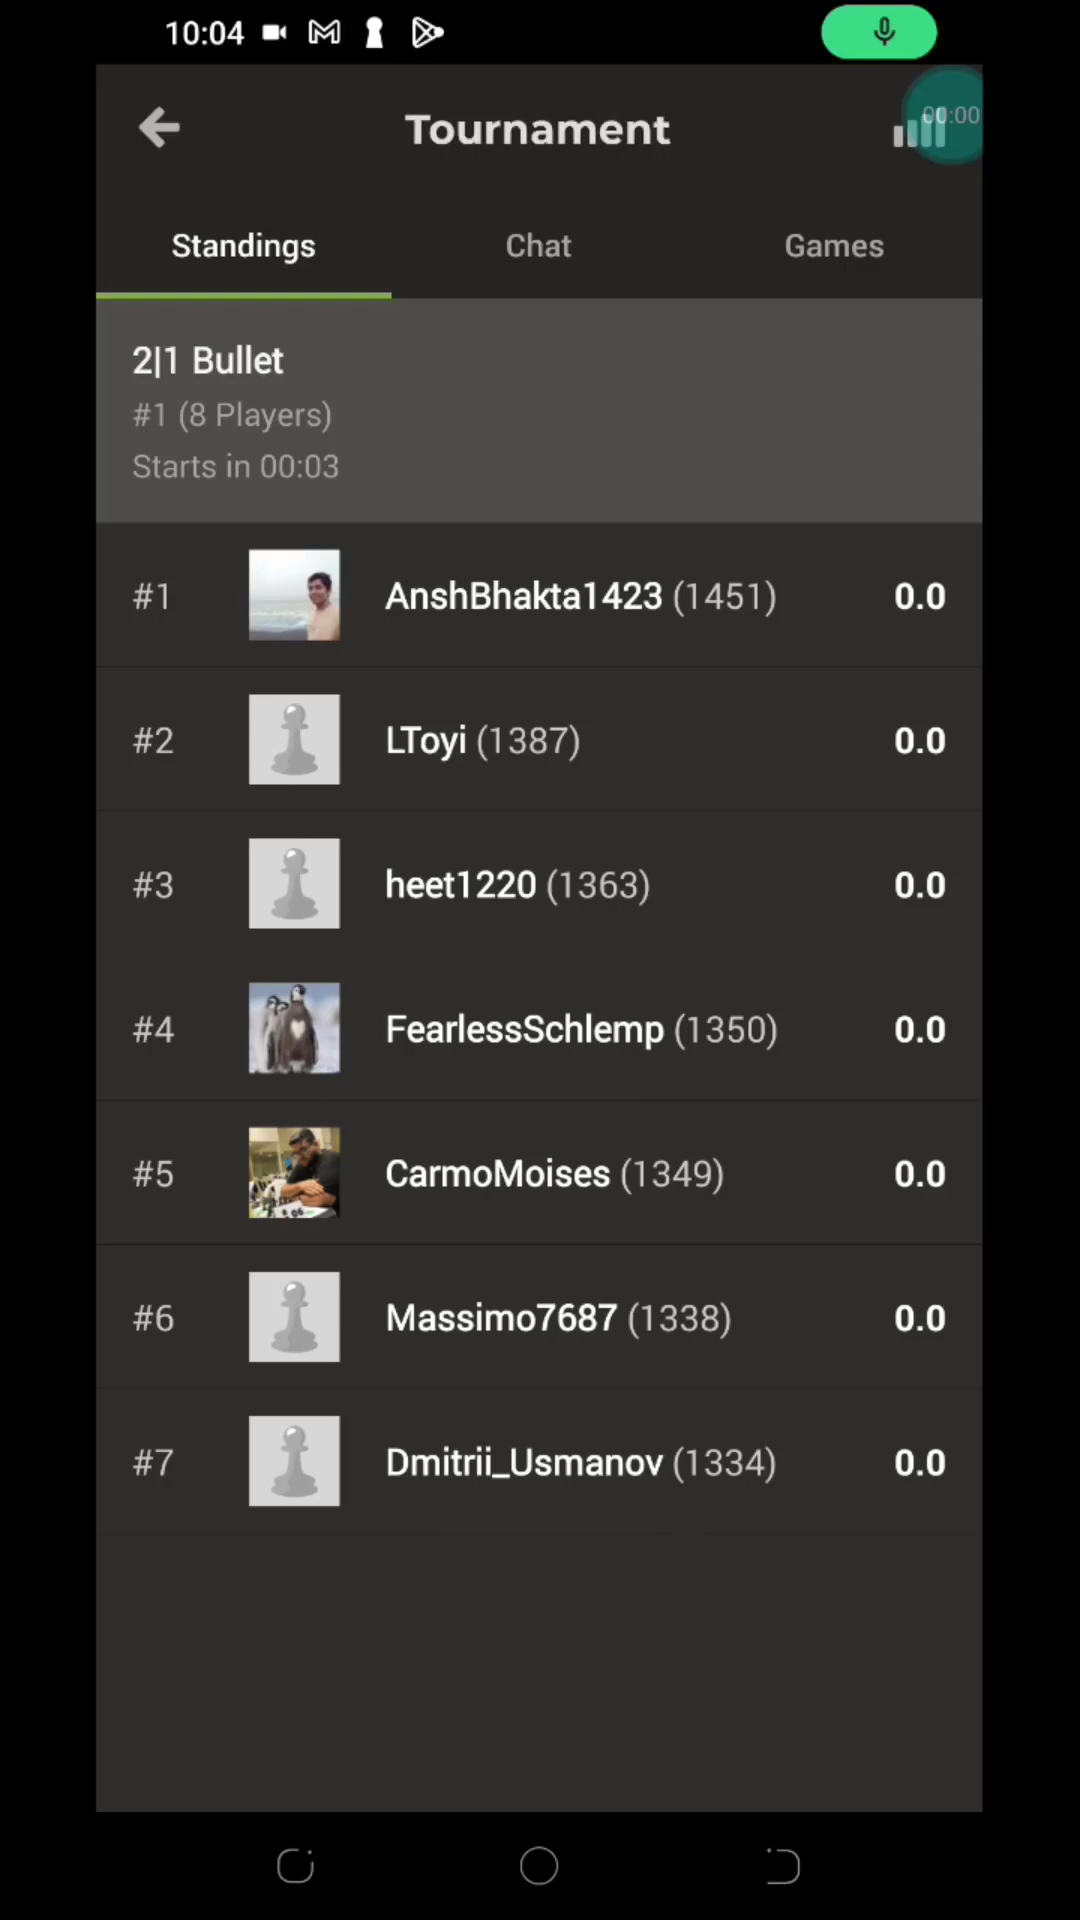 10:04
Tournament
00:00
Standings Chat Games
2|1 Bullet
#1 (8 Players)
Starts in 00:03
#1 AnshBhakta1423 (1451) 0.0
#2 LToyi (1387) 0.0
#3 heet1220 (1363) 0.0
#4 FearlessSchlemp (1350) 0.0
#5 CarmoMoises (1349) 0.0
#6 Massimo7687 (1338) 0.0
#7 Dmitrii_Usmanov (1334) 0.0